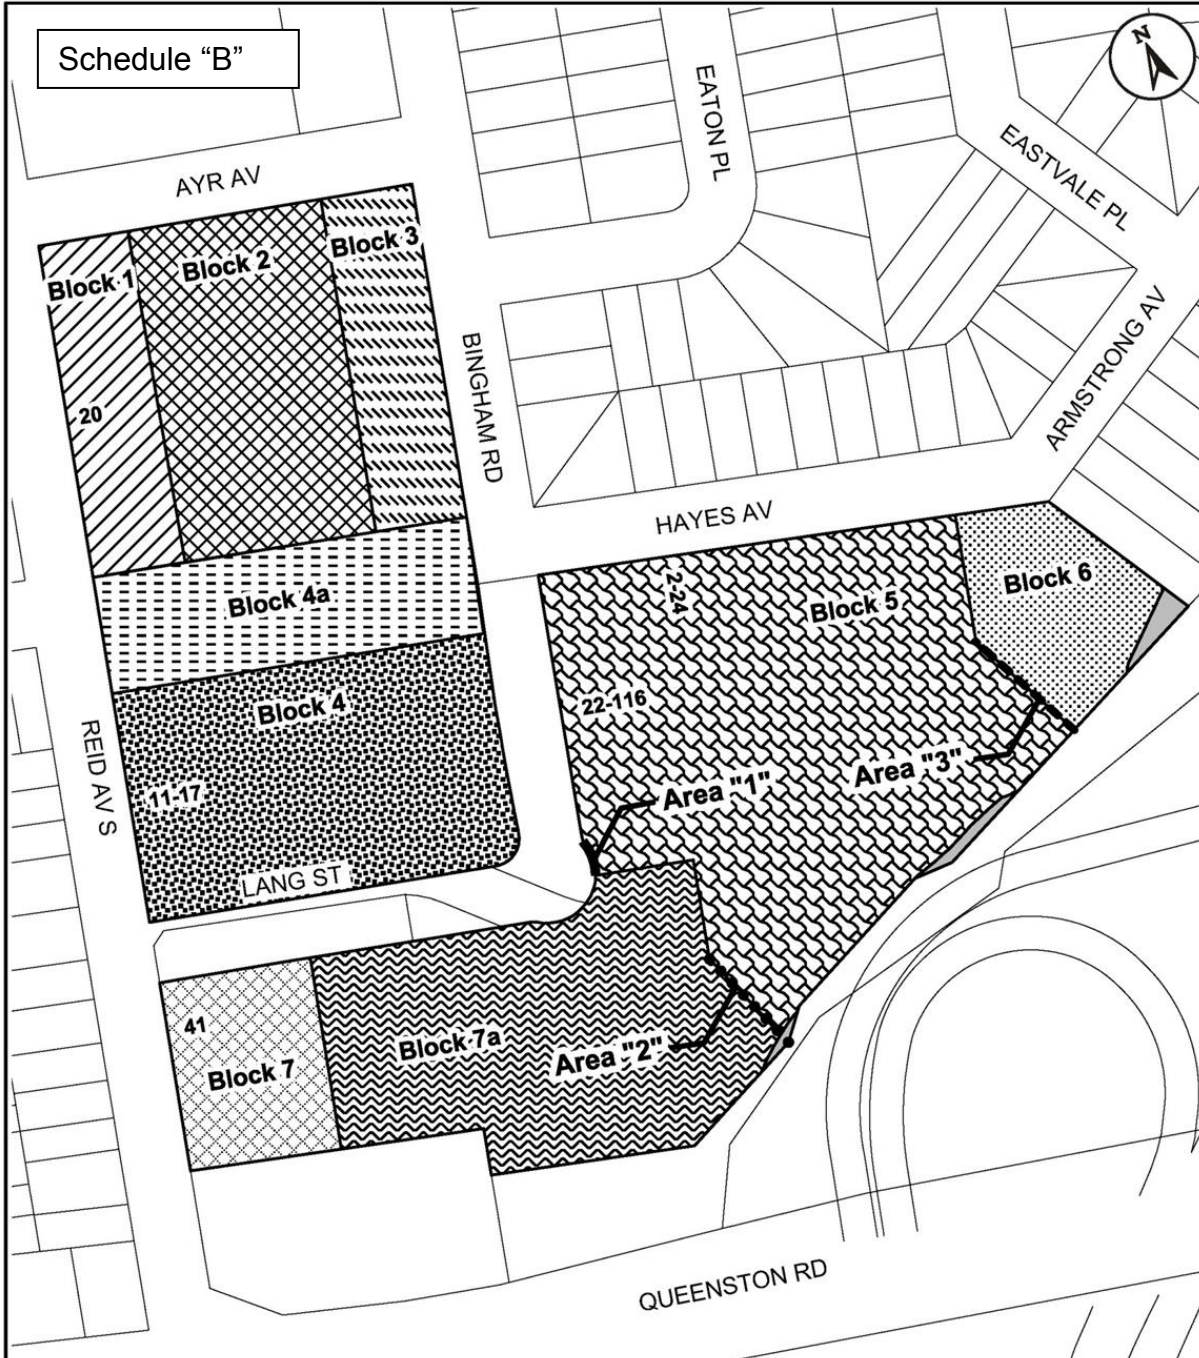 Schedule “B”
N
EATON PL
EASTVALE PL
AYR AV
Block 1
Block 2
Block 3
BINGHAM RD
ARMSTRONG AV
20
HAYES AV
Block 4a
2-24
Block 5
Block 6
Block 4
22-116
REID AV S
11-17
Area "1"
Area "3"
LANG ST
41
Block 7
Block 7a
Area "2"
QUEENSTON RD